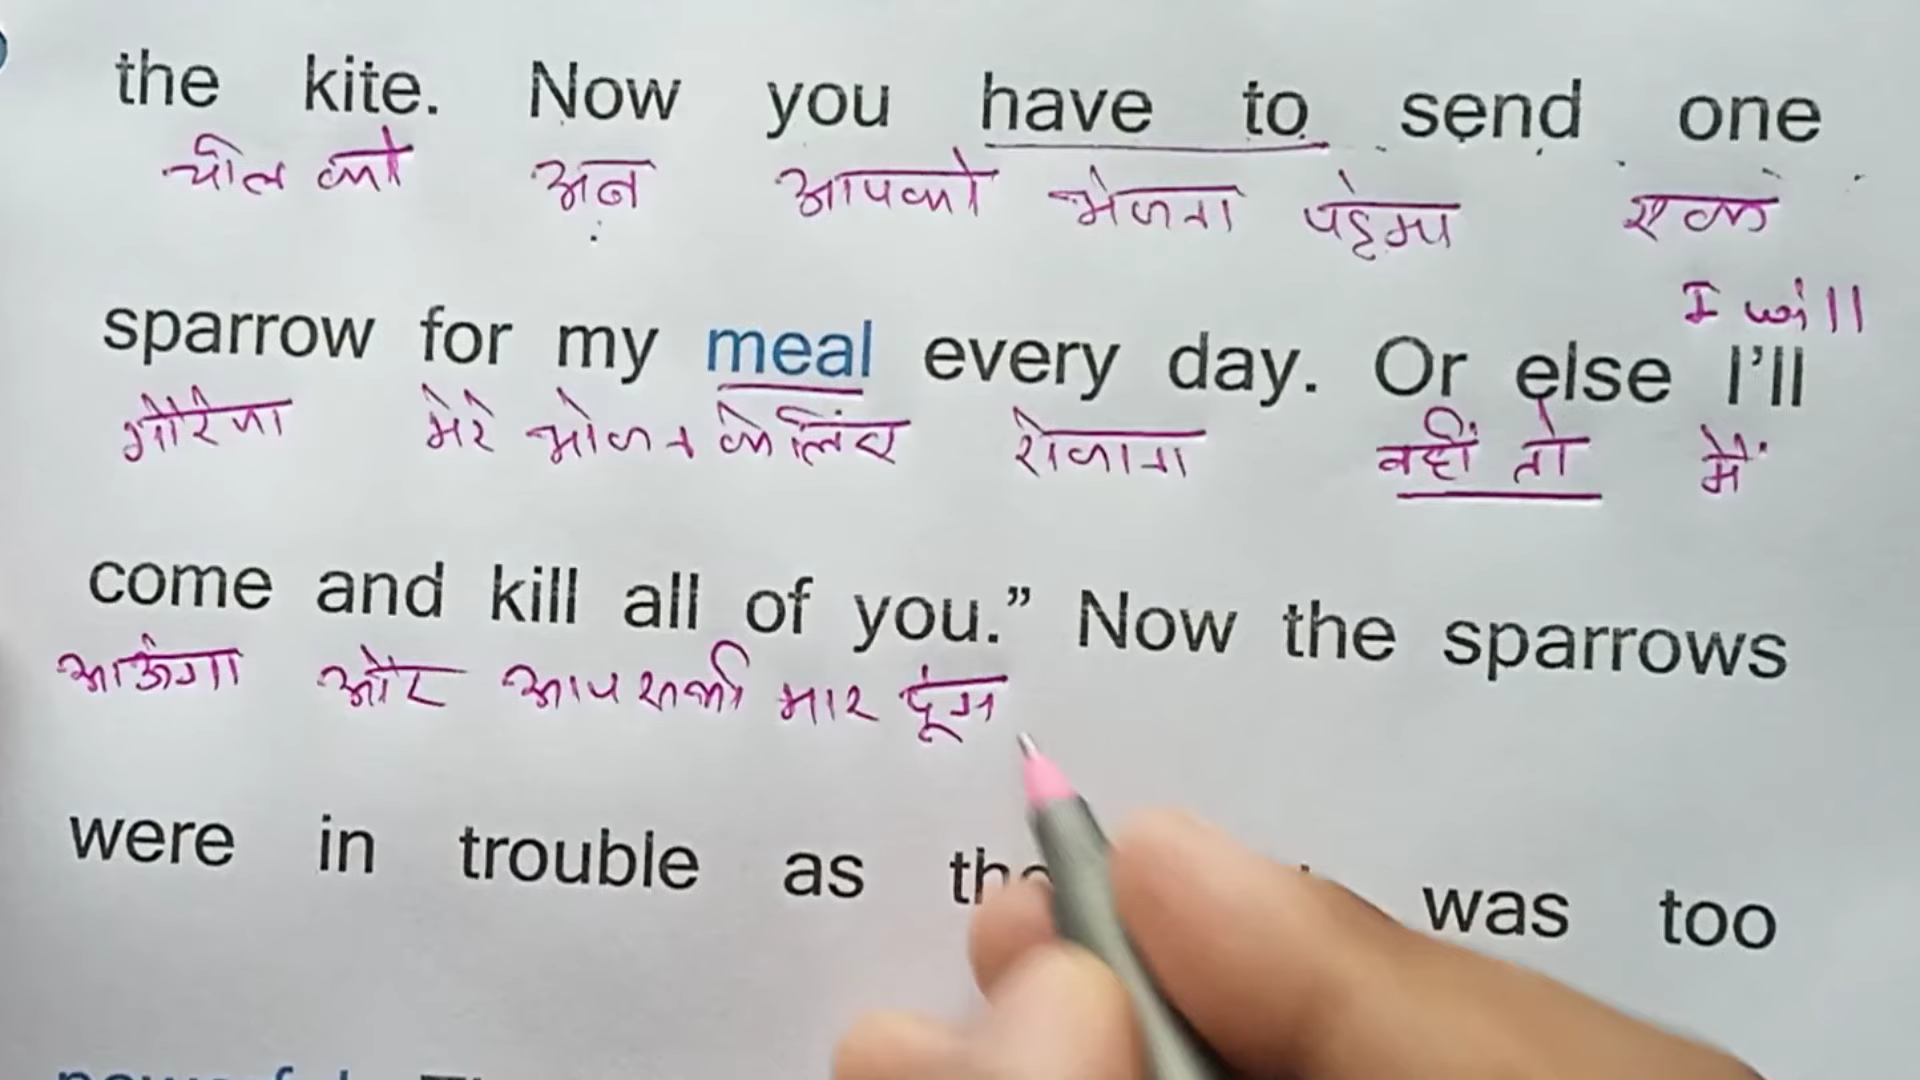 the kite. Now you have to send one
चील को अब आपको भेजना पड़ेगा एक
I will
sparrow for my meal every day. Or else I'll
गौरैया मेरे भोजन के लिए रोजाना नहीं तो मैं
come and kill all of you.” Now the sparrows
आऊंगा और आप सभी मार दूंगा
were in trouble as was too